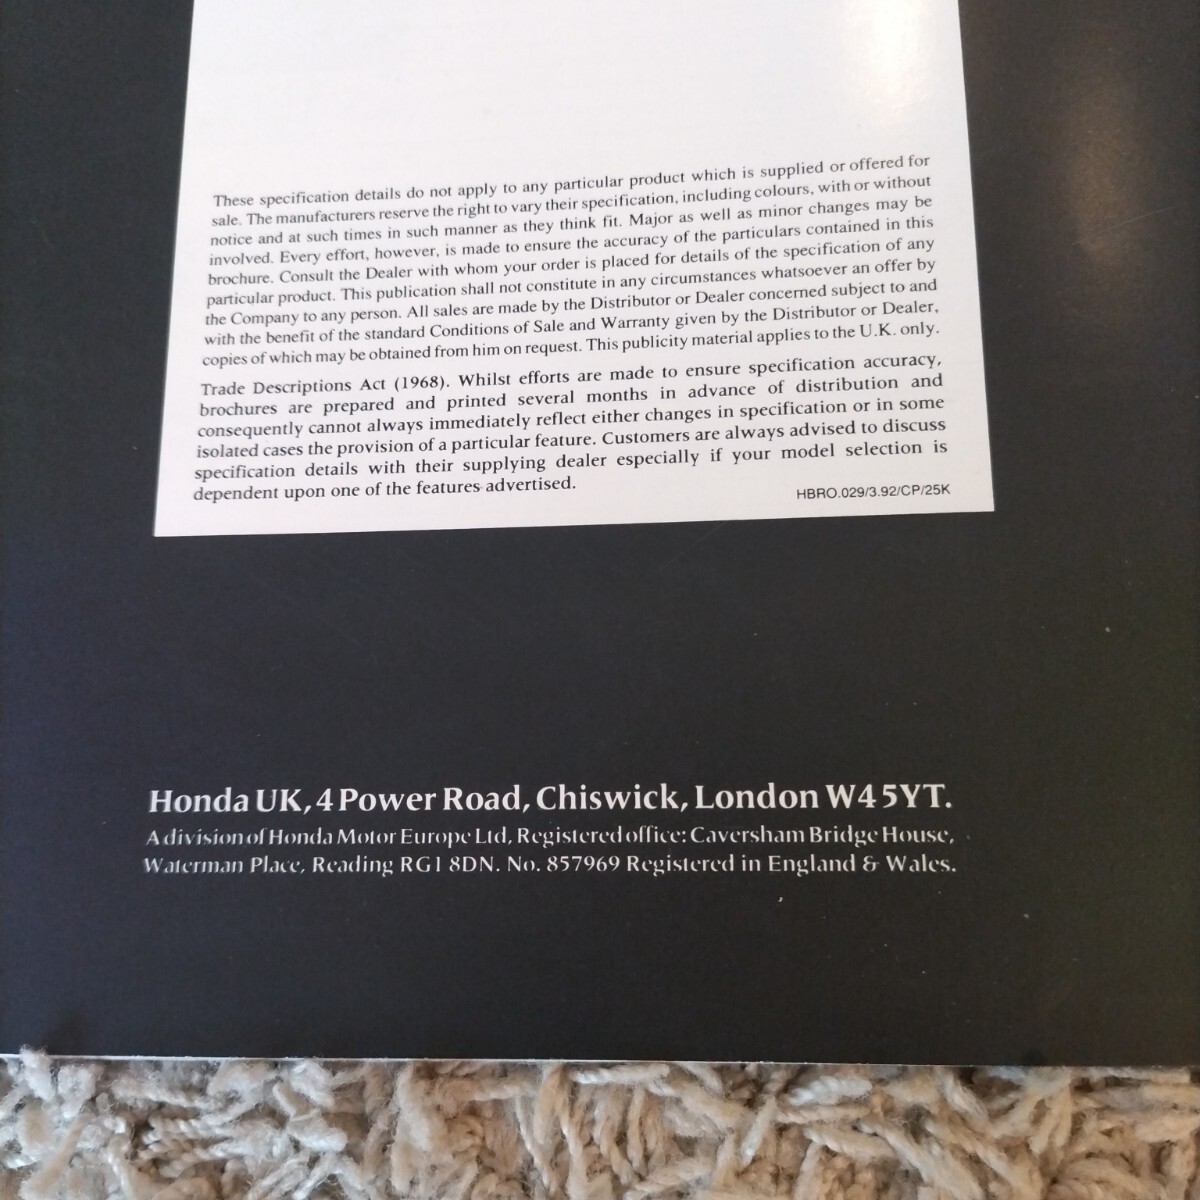 These specification details do not apply to any particular product which is supplied or offered for
sale. The manufacturers reserve the right to vary their specification, including colours, with or without
notice and at such times in such manner as they think fit. Major as well as minor changes may be
involved. Every effort, however, is made to ensure the accuracy of the particulars contained in this
brochure. Consult the Dealer with whom your order is placed for details of the specification of any
particular product. This publication shall not constitute in any circumstances whatsoever an offer by
the Company to any person. All sales are made by the Distributor or Dealer concerned subject to and
with the benefit of the standard Conditions of Sale and Warranty given by the Distributor or Dealer,
copies of which may be obtained from him on request. This publicity material applies to the U.K. only.
Trade Descriptions Act (1968). Whilst efforts are made to ensure specification accuracy,
brochures are prepared and printed several months in advance of distribution and
consequently cannot always immediately reflect either changes in specification or in some
isolated cases the provision of a particular feature. Customers are always advised to discuss
specification details with their supplying dealer especially if your model selection is
dependent upon one of the features advertised.
HBRO.029/3.92/CP/25K
Honda UK, 4 Power Road, Chiswick, London W4 5YT.
A division of Honda Motor Europe Ltd, Registered office: Caversham Bridge House,
Waterman Place, Reading RG1 8DN. No. 857969 Registered in England & Wales.